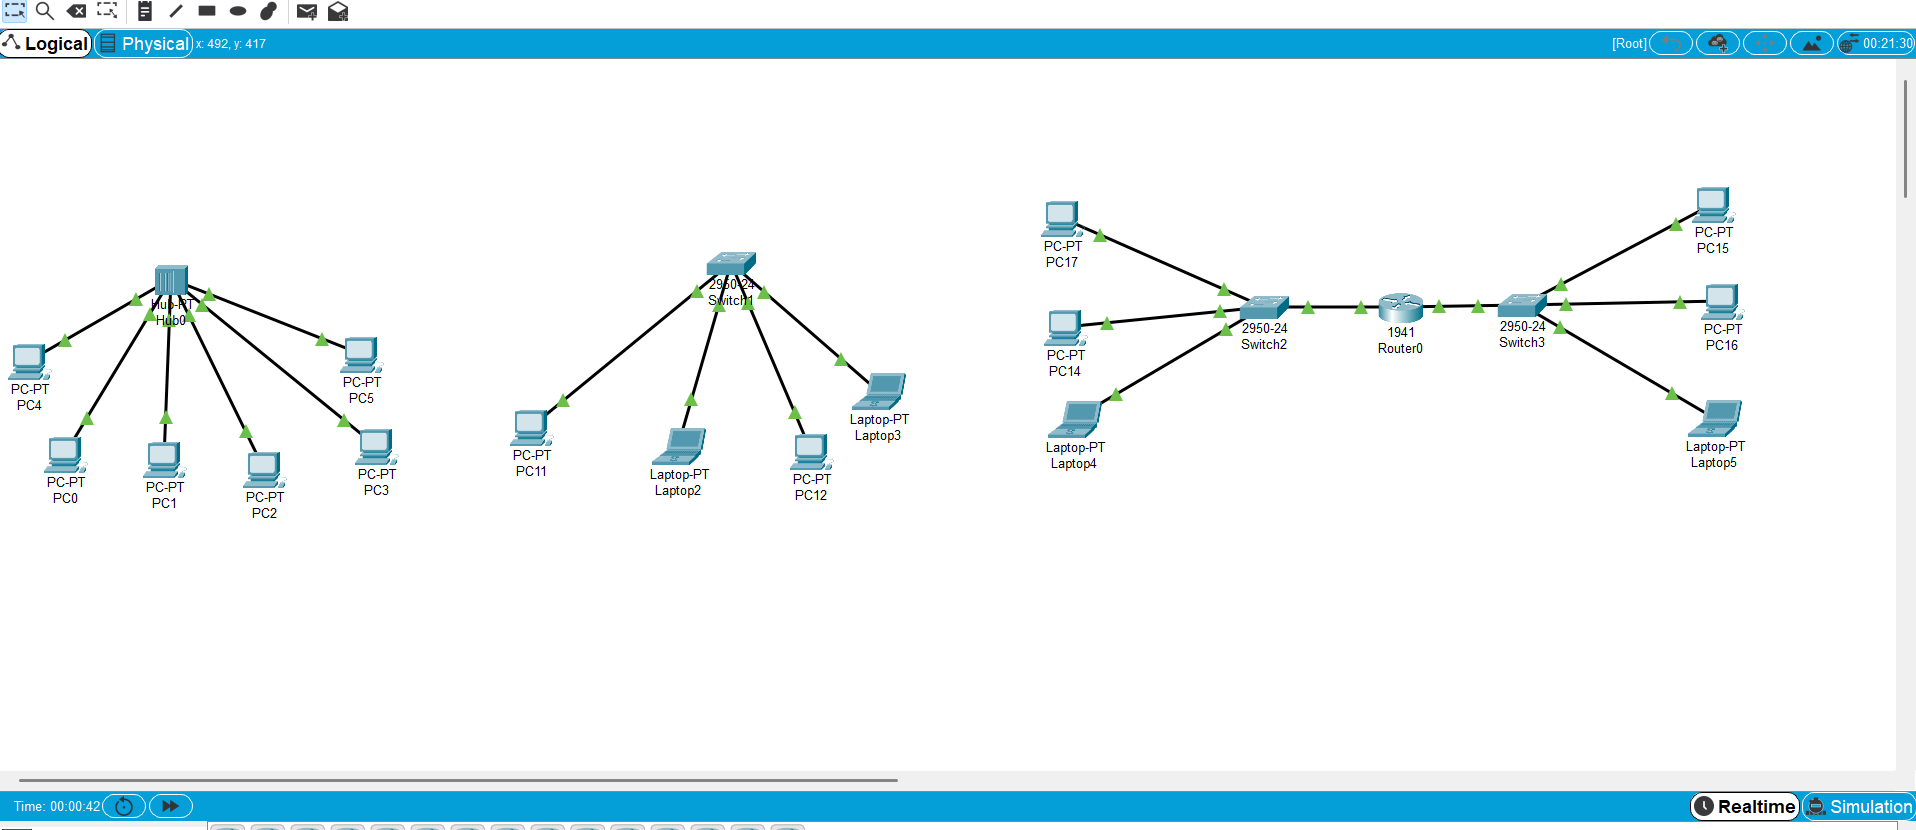 Logical
Physical
x: 492, y: 417
[Root]
00:21:30
Hub-PT
Hub0
PC-PT
PC4
PC-PT
PC0
PC-PT
PC1
PC-PT
PC2
PC-PT
PC3
PC-PT
PC5
2950-24
Switch1
PC-PT
PC11
Laptop-PT
Laptop2
PC-PT
PC12
Laptop-PT
Laptop3
PC-PT
PC17
PC-PT
PC14
Laptop-PT
Laptop4
2950-24
Switch2
1941
Router0
2950-24
Switch3
PC-PT
PC15
PC-PT
PC16
Laptop-PT
Laptop5
Time: 00:00:42
Realtime
Simulation